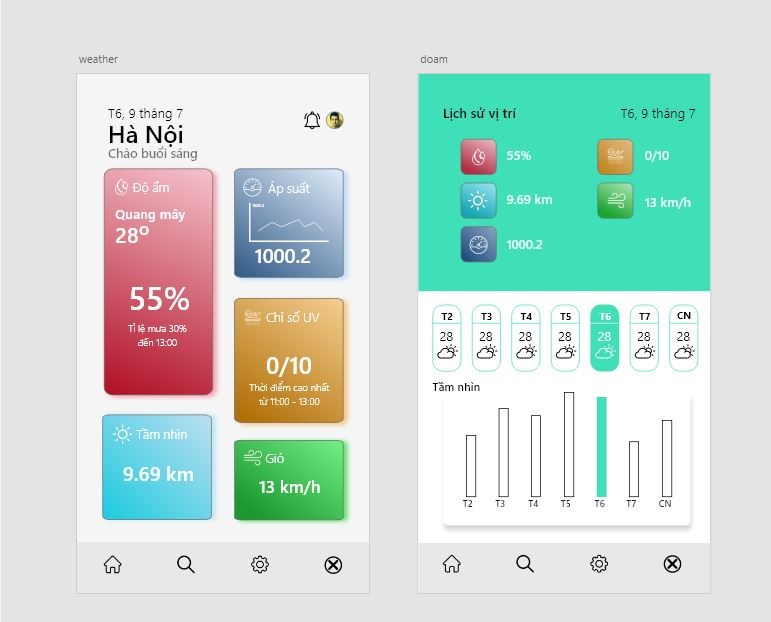 weather
T6, 9 tháng 7
Hà Nội
Chào buổi sáng
Độ ẩm
Quang mây
28°
55%
Tỉ lệ mưa 30%
đến 13:00
Áp suất
1000.2
Chỉ số UV
0/10
Thời điểm cao nhất
từ 11:00 - 13:00
Tầm nhìn
9.69 km
Gió
13 km/h
doam
Lịch sử vị trí
T6, 9 tháng 7
55%
0/10
9.69 km
13 km/h
1000.2
T2 T3 T4 T5 T6 T7 CN
28 28 28 28 28 28 28
Tầm nhìn
T2 T3 T4 T5 T6 T7 CN